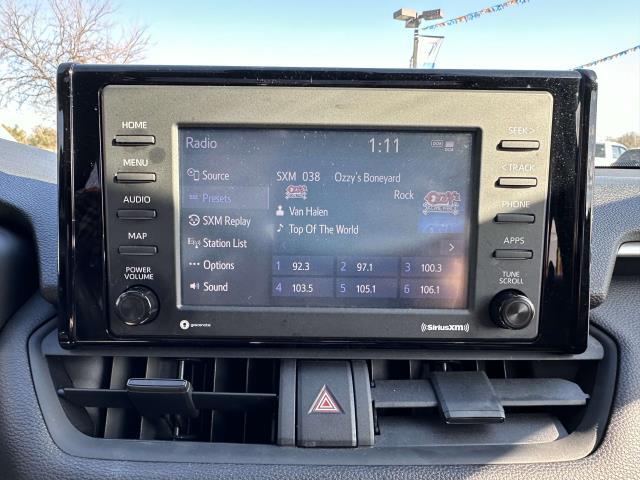 HOME
MENU
AUDIO
MAP
POWER
VOLUME
Radio
1:11
Source
Presets
SXM Replay
Station List
Options
Sound
SXM 038 Ozzy's Boneyard
Rock
Van Halen
Top Of The World
1 92.3
2 97.1
3 100.3
4 103.5
5 105.1
6 106.1
SEEK >
< TRACK
PHONE
APPS
TUNE
SCROLL
gracenote
SiriusXM